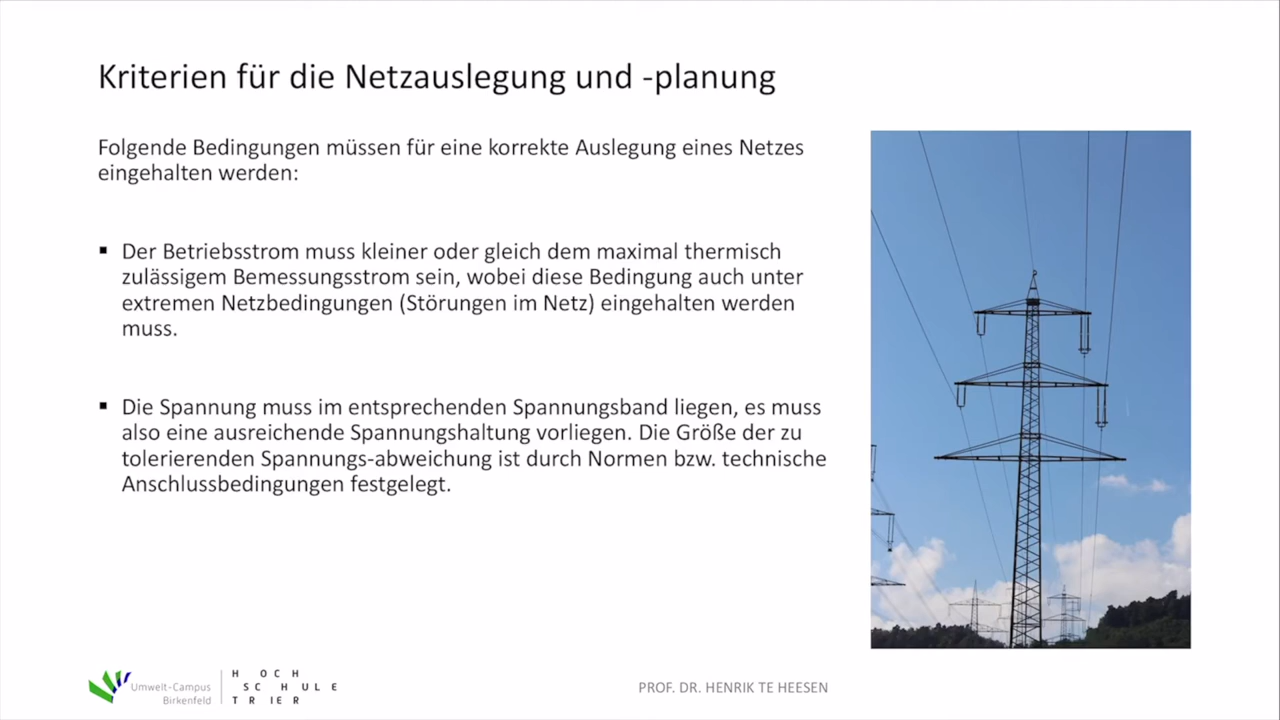 Kriterien für die Netzauslegung und -planung
Folgende Bedingungen müssen für eine korrekte Auslegung eines Netzes
eingehalten werden:
▪ Der Betriebsstrom muss kleiner oder gleich dem maximal thermisch
zulässigem Bemessungsstrom sein, wobei diese Bedingung auch unter
extremen Netzbedingungen (Störungen im Netz) eingehalten werden
muss.
▪ Die Spannung muss im entsprechenden Spannungsband liegen, es muss
also eine ausreichende Spannungshaltung vorliegen. Die Größe der zu
tolerierenden Spannungs-abweichung ist durch Normen bzw. technische
Anschlussbedingungen festgelegt.
Umwelt-Campus
Birkenfeld
HOCH
SCHULE
TRIER
PROF. DR. HENRIK TE HEESEN